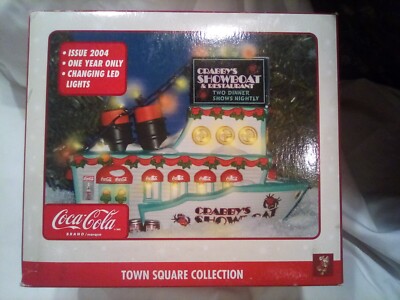 • ISSUE 2004
• ONE YEAR ONLY
• CHANGING LED
LIGHTS
CRABBY'S
SHOWBOAT
& RESTAURANT
TWO DINNER
SHOWS NIGHTLY
CRABBY'S
SHOWBOAT
Coca-Cola
BRAND
TOWN SQUARE COLLECTION